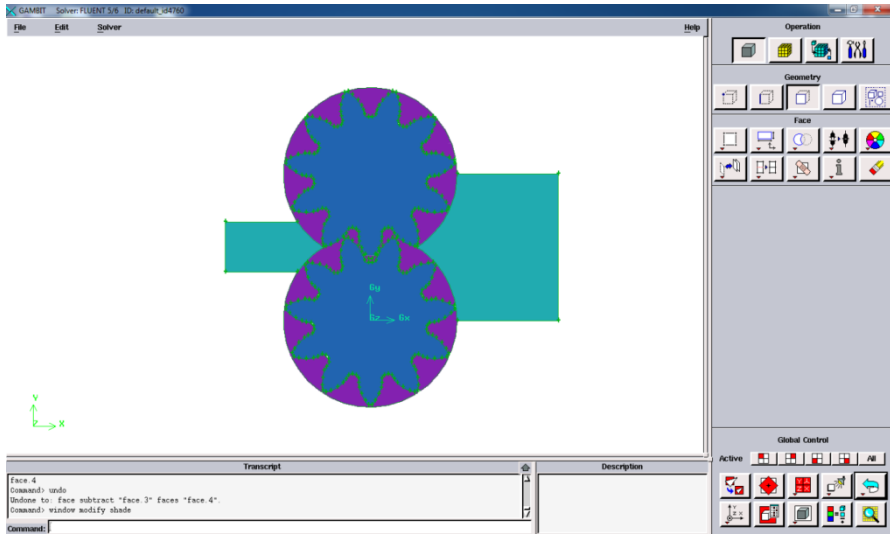 GAMBIT Solver: FLUENT 5/6 ID: default_id4760
File Edit Solver Help
Operation
Geometry
Face
Gy
Gz Gx
Y
Z X
Global Control
Active All
Transcript Description
face.4
Command> undo
Undone to: face subtract "face.3" faces "face.4".
Command> window modify shade
Command: